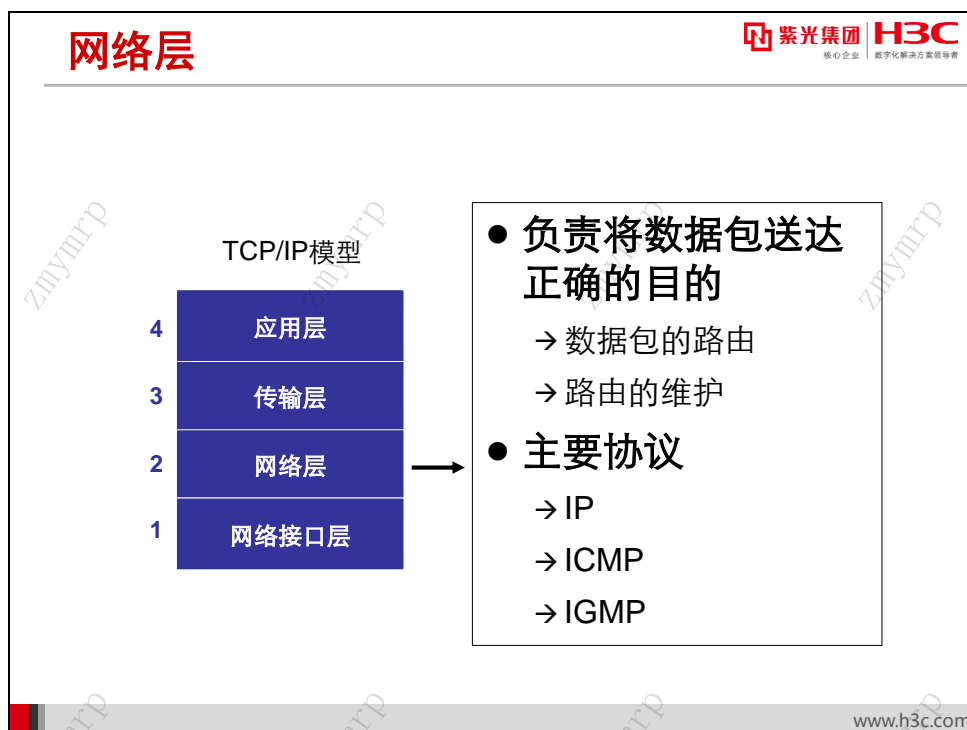 网络层
紫光集团 H3C
核心企业 数字化解决方案领导者
TCP/IP模型
4 应用层
3 传输层
2 网络层
1 网络接口层
● 负责将数据包送达
正确的目的
→ 数据包的路由
→ 路由的维护
● 主要协议
→ IP
→ ICMP
→ IGMP
zmymrp
zmymrp
zmymrp
zmymrp
www.h3c.com